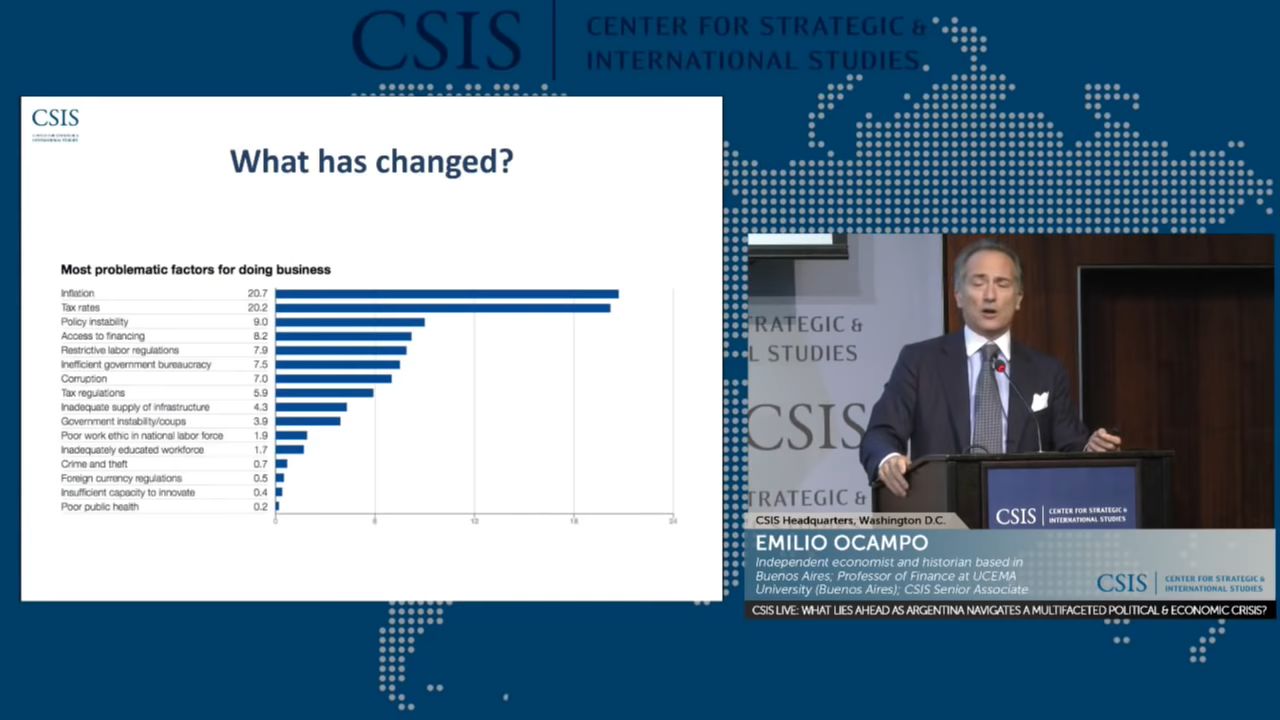 CSIS
CENTER FOR STRATEGIC &
INTERNATIONAL STUDIES
CSIS
CENTER FOR STRATEGIC &
INTERNATIONAL STUDIES
What has changed?
Most problematic factors for doing business
Inflation 20.7
Tax rates 20.2
Policy instability 9.0
Access to financing 8.2
Restrictive labor regulations 7.9
Inefficient government bureaucracy 7.5
Corruption 7.0
Tax regulations 5.9
Inadequate supply of infrastructure 4.3
Government instability/coups 3.9
Poor work ethic in national labor force 1.9
Inadequately educated workforce 1.7
Crime and theft 0.7
Foreign currency regulations 0.5
Insufficient capacity to innovate 0.4
Poor public health 0.2
0 6 12 18 24
RATEGIC &
L STUDIES
CSIS
TRATEGIC &
CSIS
CENTER FOR STRATEGIC &
INTERNATIONAL STUDIES
CSIS Headquarters, Washington D.C.
EMILIO OCAMPO
Independent economist and historian based in
Buenos Aires; Professor of Finance at UCEMA
University (Buenos Aires); CSIS Senior Associate
CSIS
CENTER FOR STRATEGIC &
INTERNATIONAL STUDIES
CSIS LIVE: WHAT LIES AHEAD AS ARGENTINA NAVIGATES A MULTIFACETED POLITICAL & ECONOMIC CRISIS?